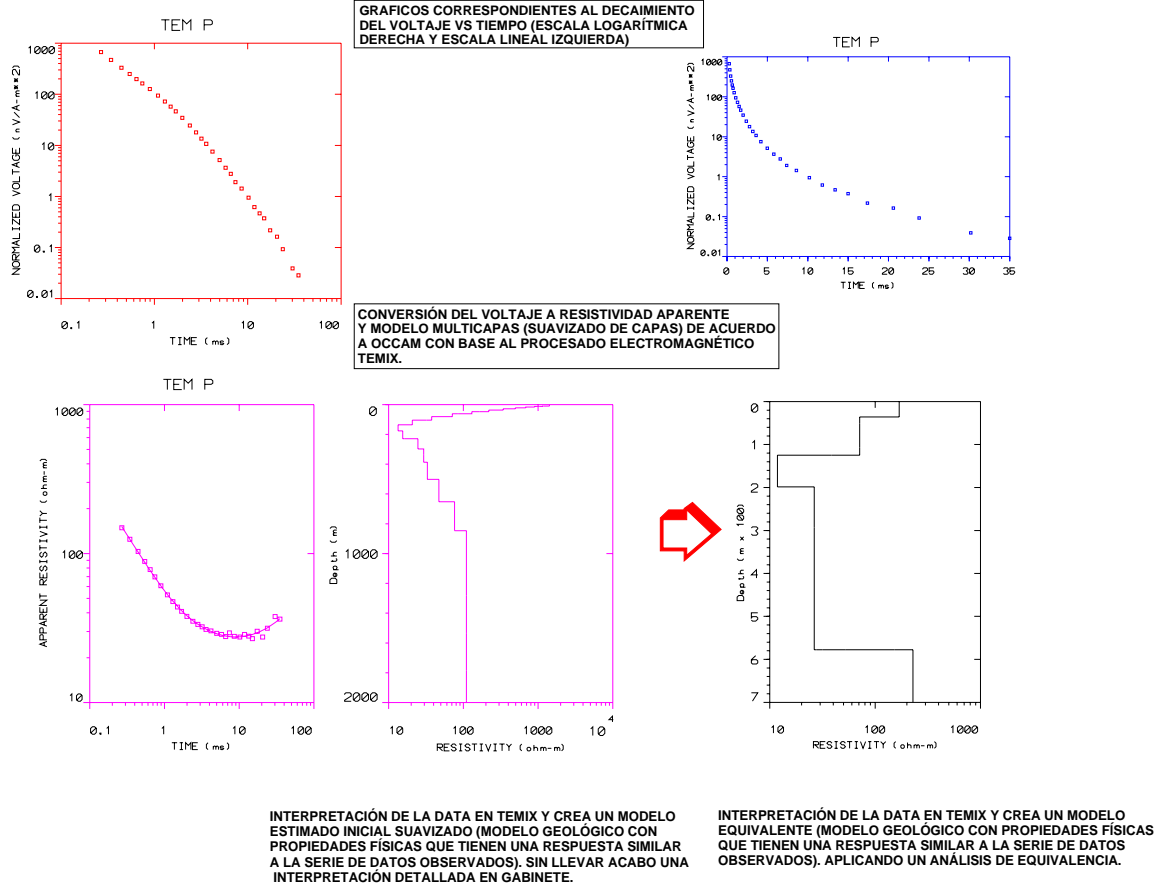 GRAFICOS CORRESPONDIENTES AL DECAIMIENTO
DEL VOLTAJE VS TIEMPO (ESCALA LOGARÍTMICA
DERECHA Y ESCALA LINEAL IZQUIERDA)
TEM P
NORMALIZED VOLTAGE (nV/A-m**2)
1000
100
10
1
0.1
0.01
0.1
1
10
100
TIME (ms)
TEM P
NORMALIZED VOLTAGE (nV/A-m**2)
1000
100
10
1
0.1
0.01
0
5
10
15
20
25
30
35
TIME (ms)
CONVERSIÓN DEL VOLTAJE A RESISTIVIDAD APARENTE
Y MODELO MULTICAPAS (SUAVIZADO DE CAPAS) DE ACUERDO
A OCCAM CON BASE AL PROCESADO ELECTROMAGNÉTICO
TEMIX.
TEM P
APPARENT RESISTIVITY (ohm-m)
1000
100
10
0.1
1
10
100
TIME (ms)
Depth (m)
0
1000
2000
10
100
1000
10 4
RESISTIVITY (ohm-m)
Depth (m x 100)
0
1
2
3
4
5
6
7
10
100
1000
RESISTIVITY (ohm-m)
INTERPRETACIÓN DE LA DATA EN TEMIX Y CREA UN MODELO
ESTIMADO INICIAL SUAVIZADO (MODELO GEOLÓGICO CON
PROPIEDADES FÍSICAS QUE TIENEN UNA RESPUESTA SIMILAR
A LA SERIE DE DATOS OBSERVADOS). SIN LLEVAR ACABO UNA
INTERPRETACIÓN DETALLADA EN GABINETE.
INTERPRETACIÓN DE LA DATA EN TEMIX Y CREA UN MODELO
EQUIVALENTE (MODELO GEOLÓGICO CON PROPIEDADES FÍSICAS
QUE TIENEN UNA RESPUESTA SIMILAR A LA SERIE DE DATOS
OBSERVADOS). APLICANDO UN ANÁLISIS DE EQUIVALENCIA.